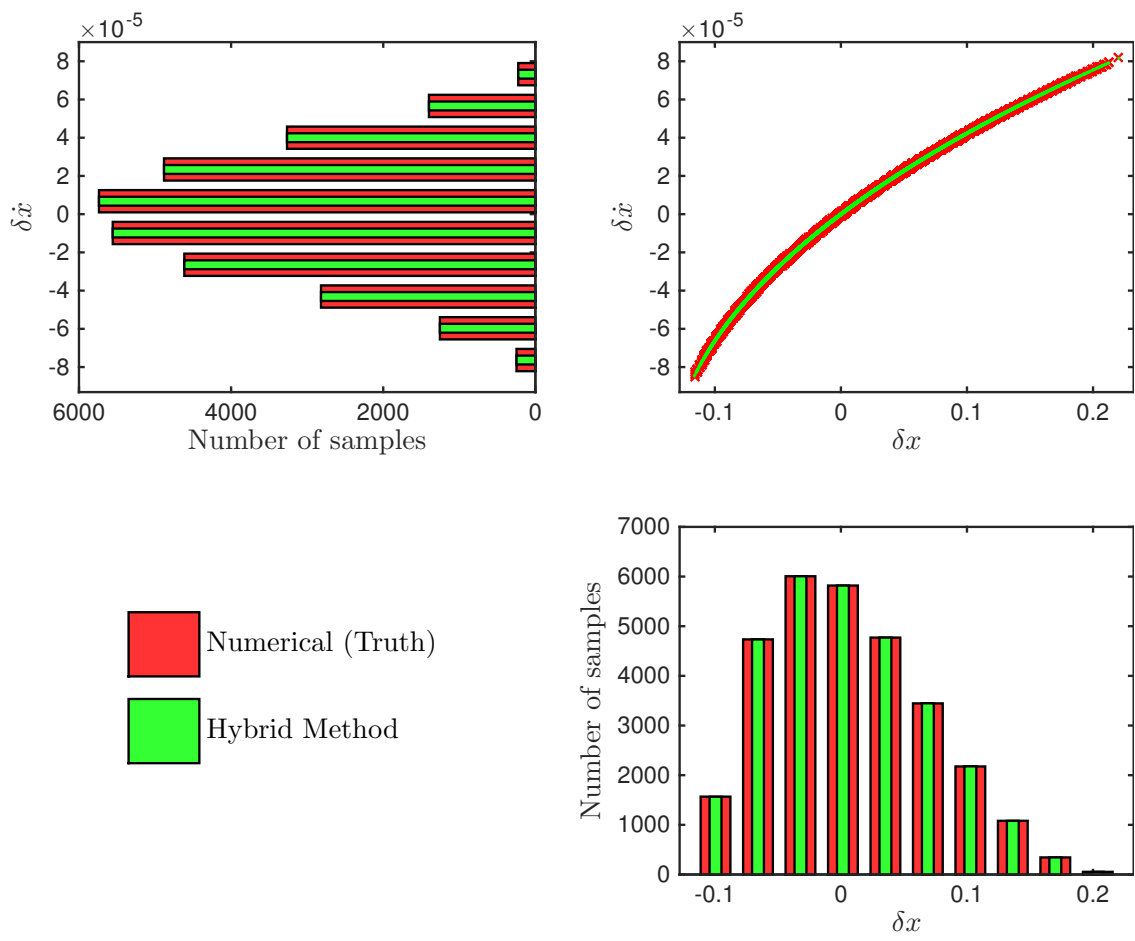 ×10⁻⁵
8
6
4
2
0
-2
-4
-6
-8
δẋ
6000 4000 2000 0
Number of samples
×10⁻⁵
8
6
4
2
0
-2
-4
-6
-8
δẋ
-0.1 0 0.1 0.2
δx
Numerical (Truth)
Hybrid Method
7000
6000
5000
4000
3000
2000
1000
0
Number of samples
-0.1 0 0.1 0.2
δx